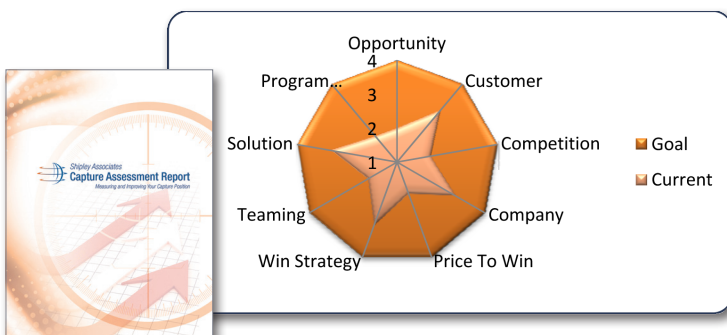 Shipley Associates
Capture Assessment Report
Measuring and Improving Your Capture Position
Opportunity
Customer
Competition
Company
Price To Win
Win Strategy
Teaming
Solution
Program...
4
3
2
1
Goal
Current